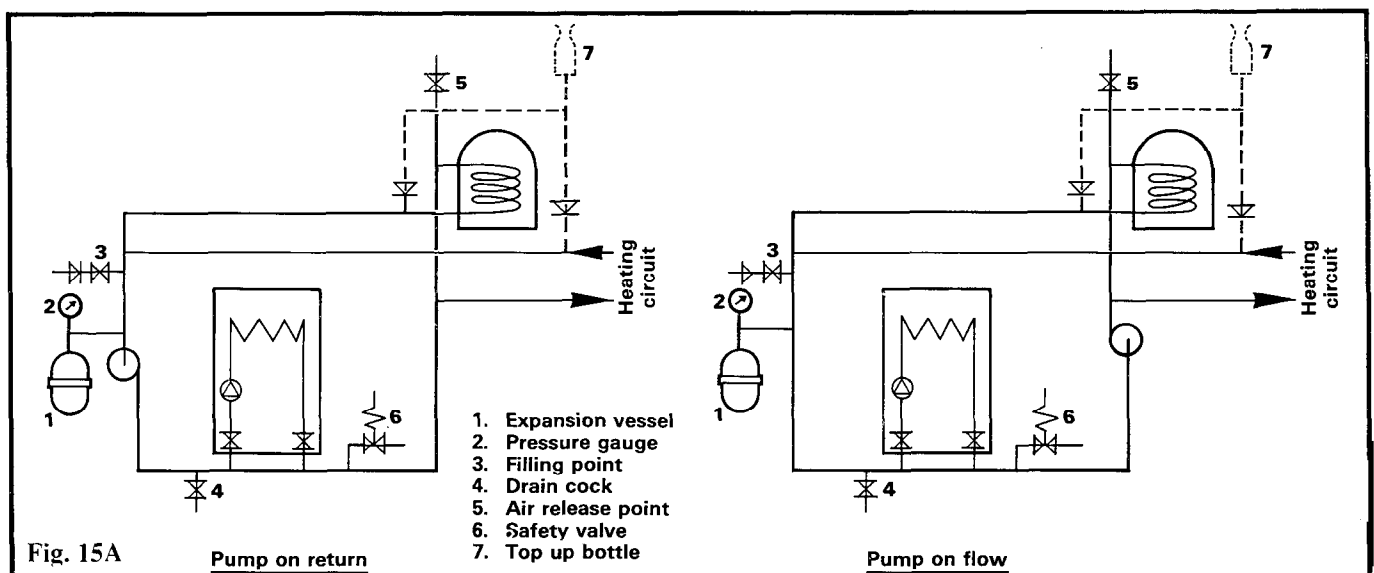 7
5
3
2
1
6
4
Heating circuit
7
5
3
2
1
6
4
Heating circuit
1. Expansion vessel
2. Pressure gauge
3. Filling point
4. Drain cock
5. Air release point
6. Safety valve
7. Top up bottle
Fig. 15A
Pump on return
Pump on flow